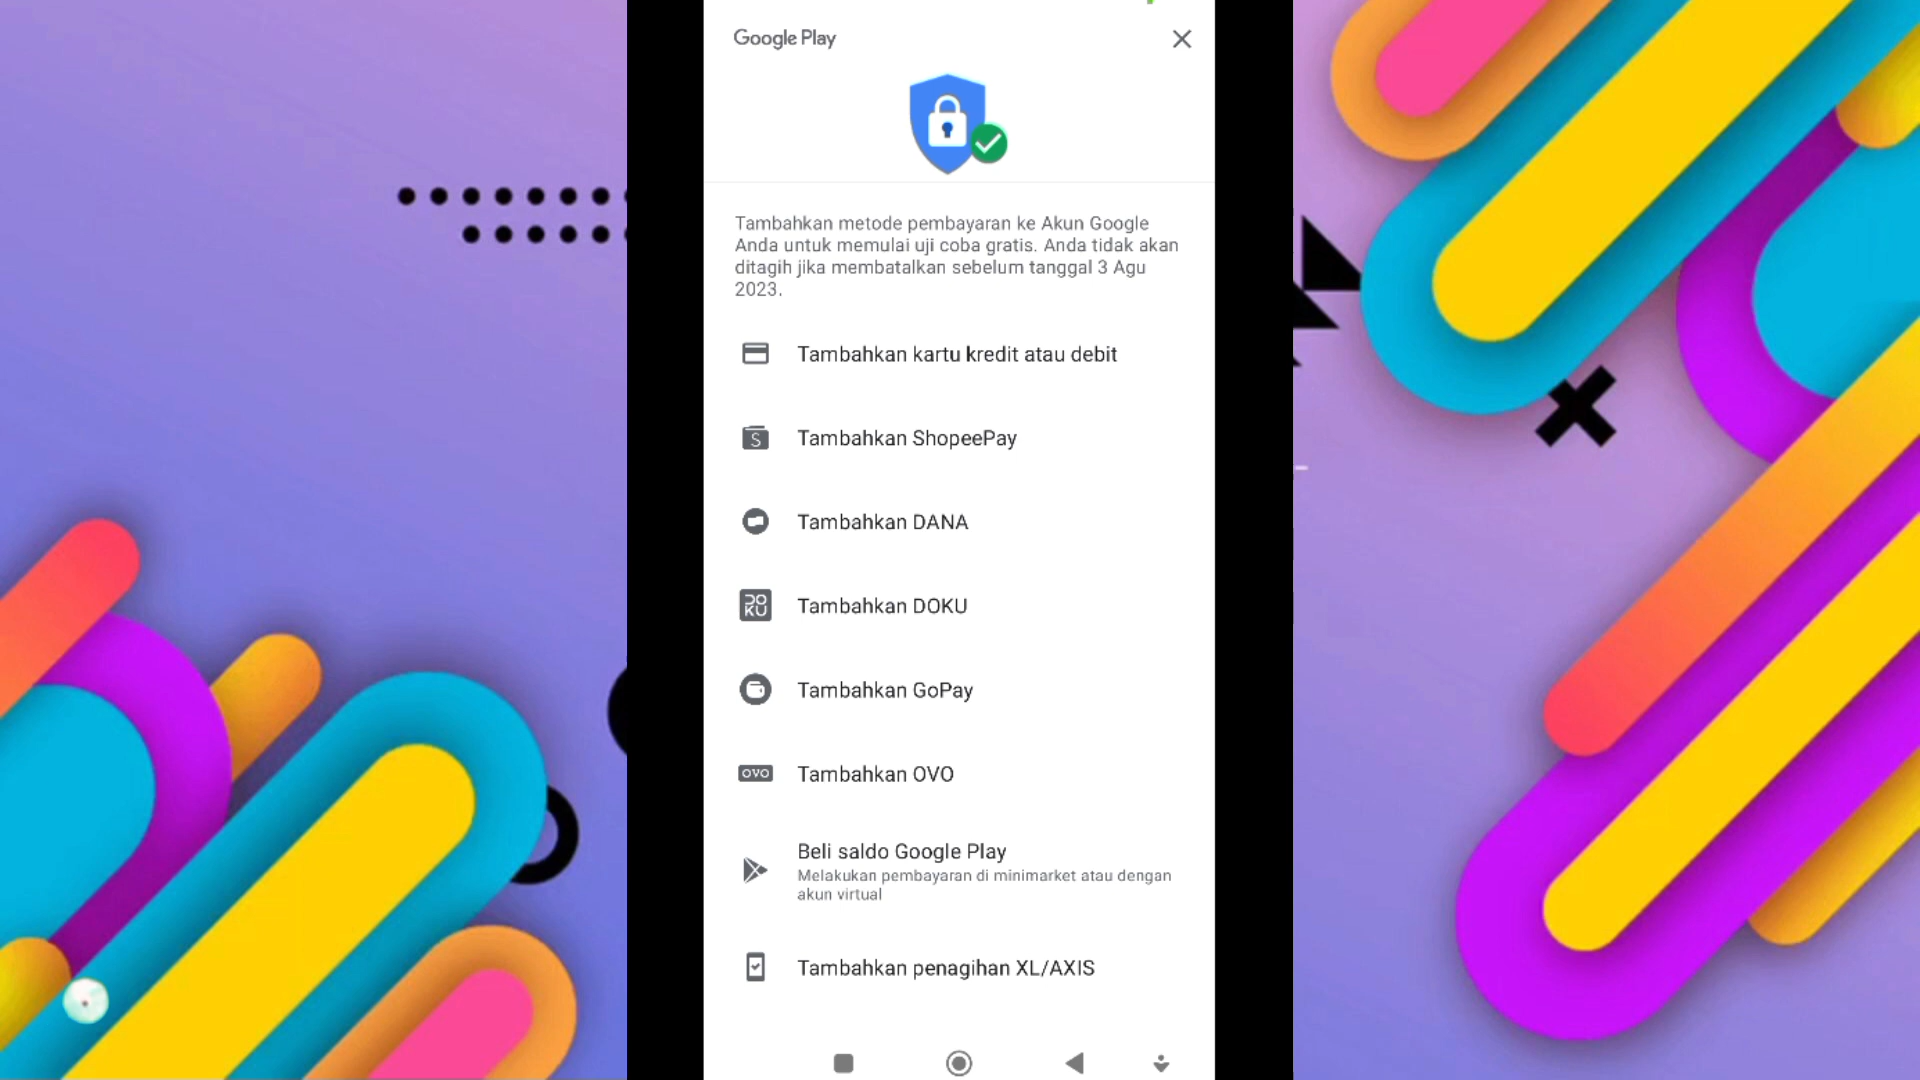 Google Play
Tambahkan metode pembayaran ke Akun Google
Anda untuk memulai uji coba gratis. Anda tidak akan
ditagih jika membatalkan sebelum tanggal 3 Agu
2023.
Tambahkan kartu kredit atau debit
S
Tambahkan ShopeePay
Tambahkan DANA
DO
KU
Tambahkan DOKU
Tambahkan GoPay
OVO
Tambahkan OVO
Beli saldo Google Play
Melakukan pembayaran di minimarket atau dengan
akun virtual
Tambahkan penagihan XL/AXIS